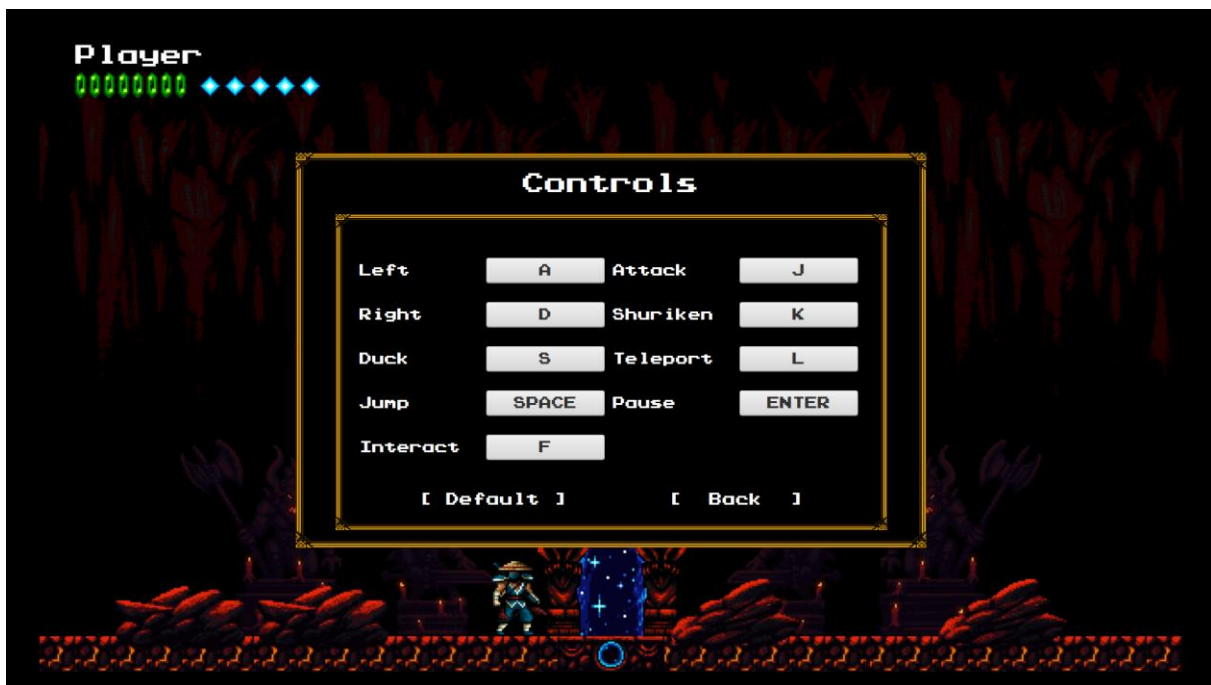 Player
Controls
Left A Attack J
Right D Shuriken K
Duck S Teleport L
Jump SPACE Pause ENTER
Interact F
[ Default ] [ Back ]